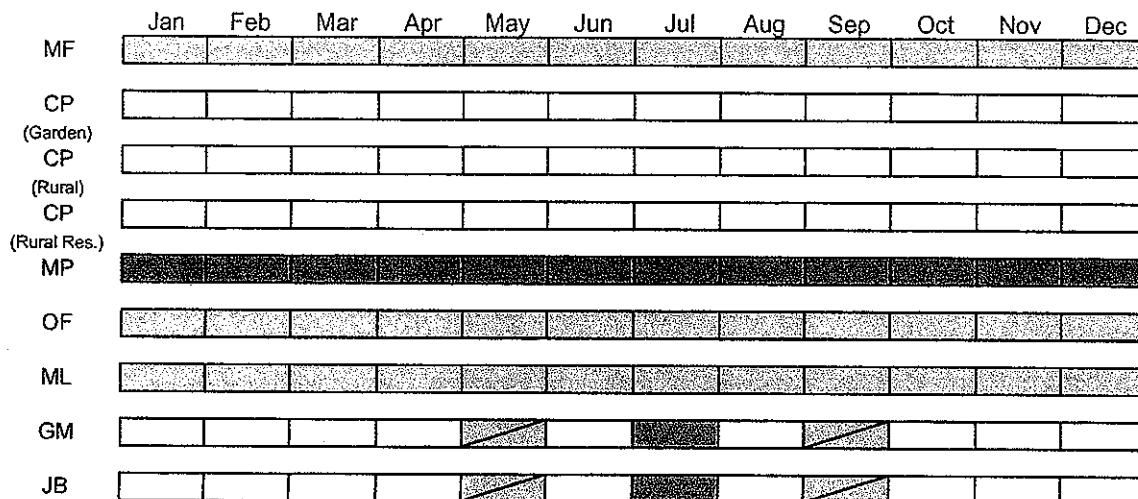 Jan Feb Mar Apr May Jun Jul Aug Sep Oct Nov Dec
MF
CP
(Garden)
CP
(Rural)
CP
(Rural Res.)
MP
OF
ML
GM
JB